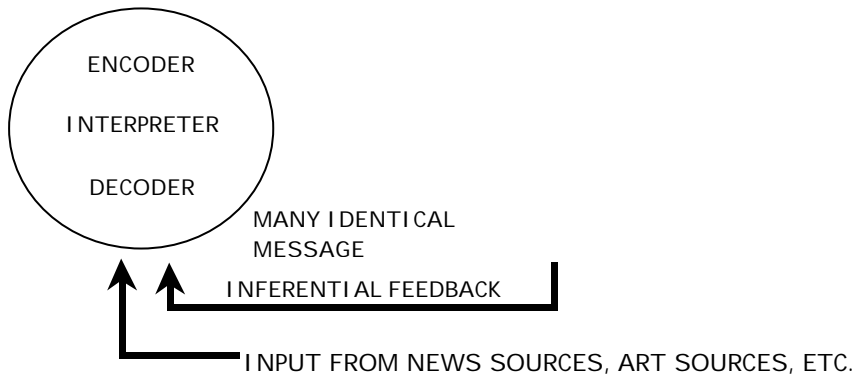 ENCODER
INTERPRETER
DECODER
MANY IDENTICAL
MESSAGE
INFERENTIAL FEEDBACK
INPUT FROM NEWS SOURCES, ART SOURCES, ETC.